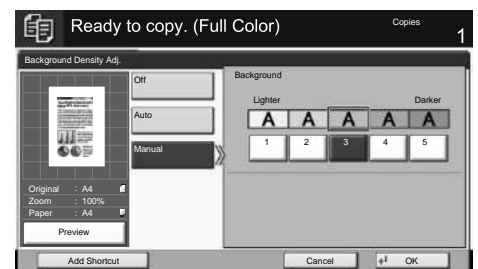 Ready to copy. (Full Color)
Copies
1
Background Density Adj.
Off
Auto
Manual
Background
Lighter
Darker
A A A A A
1 2 3 4 5
Original : A4
Zoom : 100%
Paper : A4
Preview
Add Shortcut
Cancel
OK